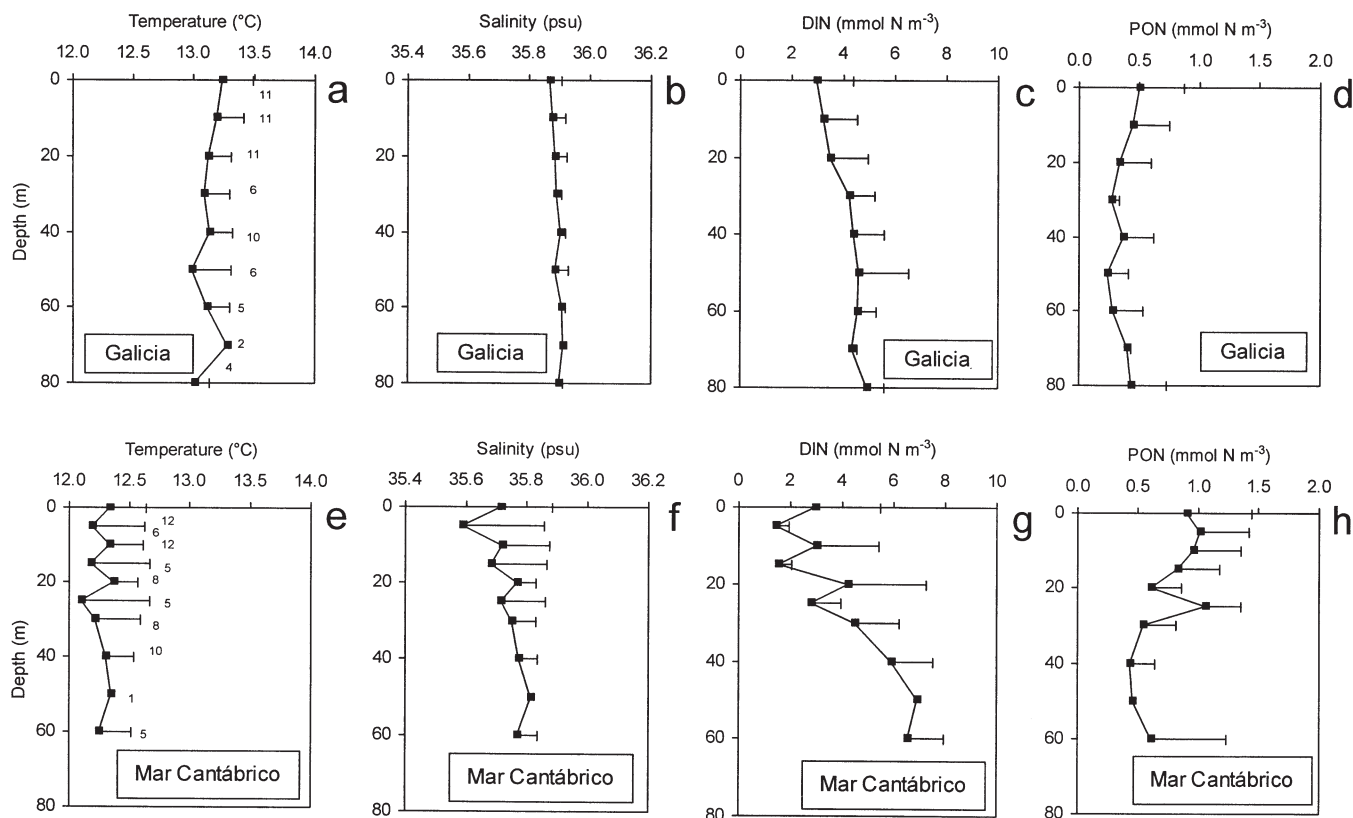 Temperature (°C)
12.0 12.5 13.0 13.5 14.0
Depth (m)
0
20
40
60
80
11
11
11
6
10
6
5
2
4
Galicia
a
Salinity (psu)
35.4 35.6 35.8 36.0 36.2
0
20
40
60
80
Galicia
b
DIN (mmol N m⁻³)
0 2 4 6 8 10
0
20
40
60
80
Galicia
c
PON (mmol N m⁻³)
0.0 0.5 1.0 1.5 2.0
0
20
40
60
80
Galicia
d
Temperature (°C)
12.0 12.5 13.0 13.5 14.0
Depth (m)
0
20
40
60
80
12
6
12
5
8
5
8
10
1
5
Mar Cantábrico
e
Salinity (psu)
35.4 35.6 35.8 36.0 36.2
0
20
40
60
80
Mar Cantábrico
f
DIN (mmol N m⁻³)
0 2 4 6 8 10
0
20
40
60
80
Mar Cantábrico
g
PON (mmol N m⁻³)
0.0 0.5 1.0 1.5 2.0
0
20
40
60
80
Mar Cantábrico
h